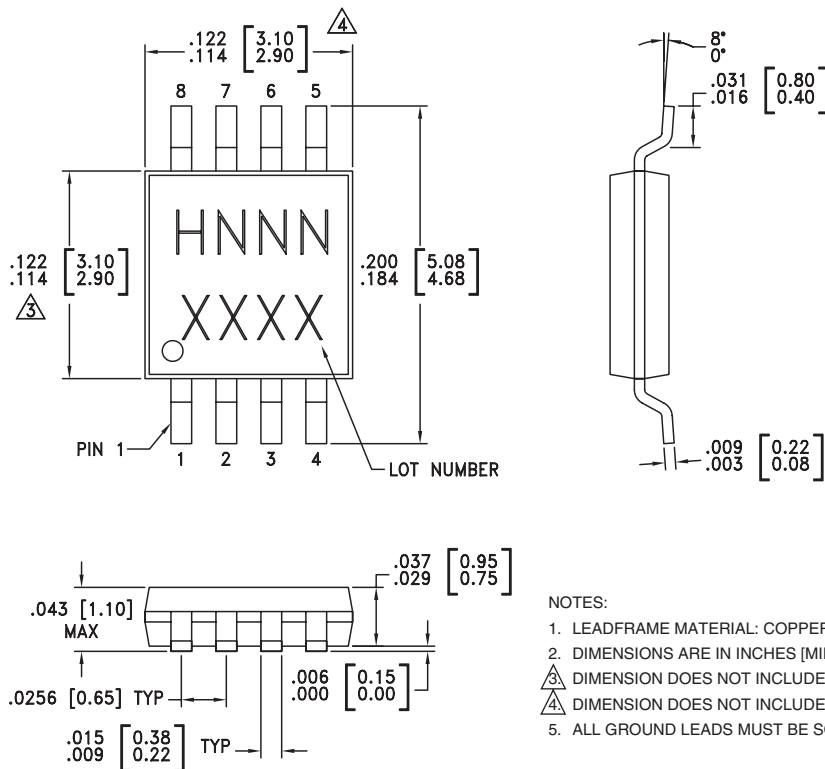 .122 [3.10]
.114 [2.90]
4
8 7 6 5
HNNN
XXXX
.122 [3.10]
.114 [2.90]
3
.200 [5.08]
.184 [4.68]
PIN 1
1 2 3 4
LOT NUMBER
8°
0°
.031 [0.80]
.016 [0.40]
.009 [0.22]
.003 [0.08]
.037 [0.95]
.029 [0.75]
.043 [1.10]
MAX
.0256 [0.65] TYP
.006 [0.15]
.000 [0.00]
.015 [0.38]
.009 [0.22]
TYP
NOTES:
1. LEADFRAME MATERIAL: COPPER
2. DIMENSIONS ARE IN INCHES
3. DIMENSION DOES NOT INCLUDE
4. DIMENSION DOES NOT INCLUDE
5. ALL GROUND LEADS MUST BE